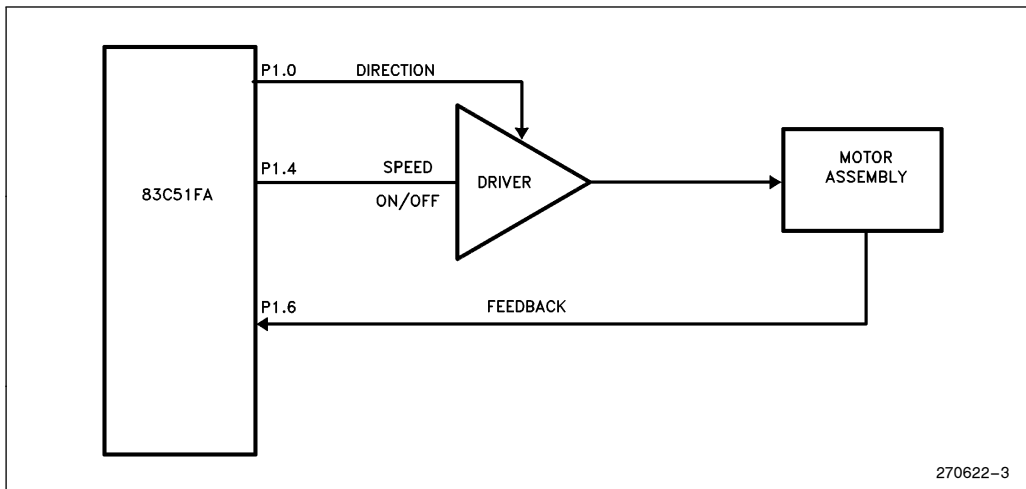 P1.0 DIRECTION
P1.4 SPEED
ON/OFF
83C51FA
DRIVER
MOTOR
ASSEMBLY
P1.6 FEEDBACK
270622-3